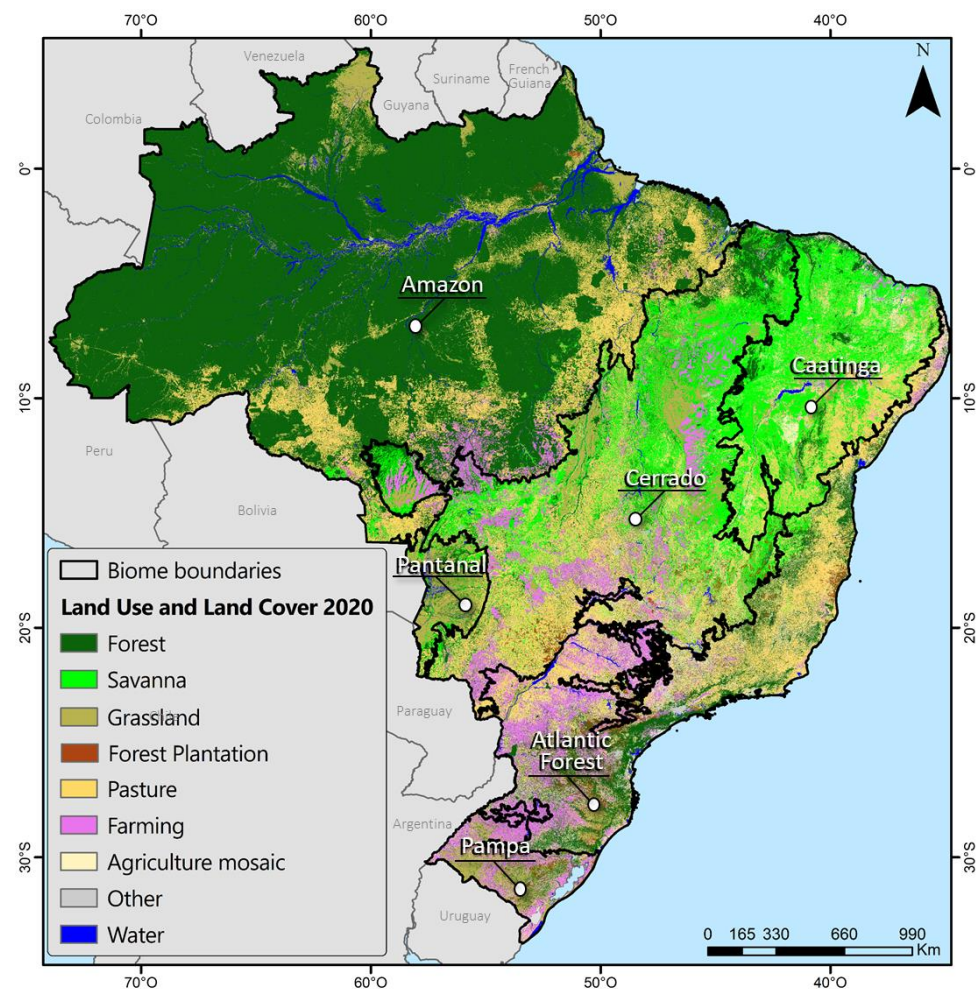 70°O 60°O 50°O 40°O
N
Venezuela
Suriname
French
Guiana
Guyana
Colombia
0° 0°
Amazon
Caatinga
10°S 10°S
Peru
Cerrado
Bolivia
Pantanal
Biome boundaries
Land Use and Land Cover 2020
Forest
Savanna
Grassland
Forest Plantation
Pasture
Farming
Agriculture mosaic
Other
Water
20°S 20°S
Paraguay
Atlantic
Forest
Argentina
Pampa
30°S 30°S
Uruguay
0 165 330 660 990
Km
70°O 60°O 50°O 40°O